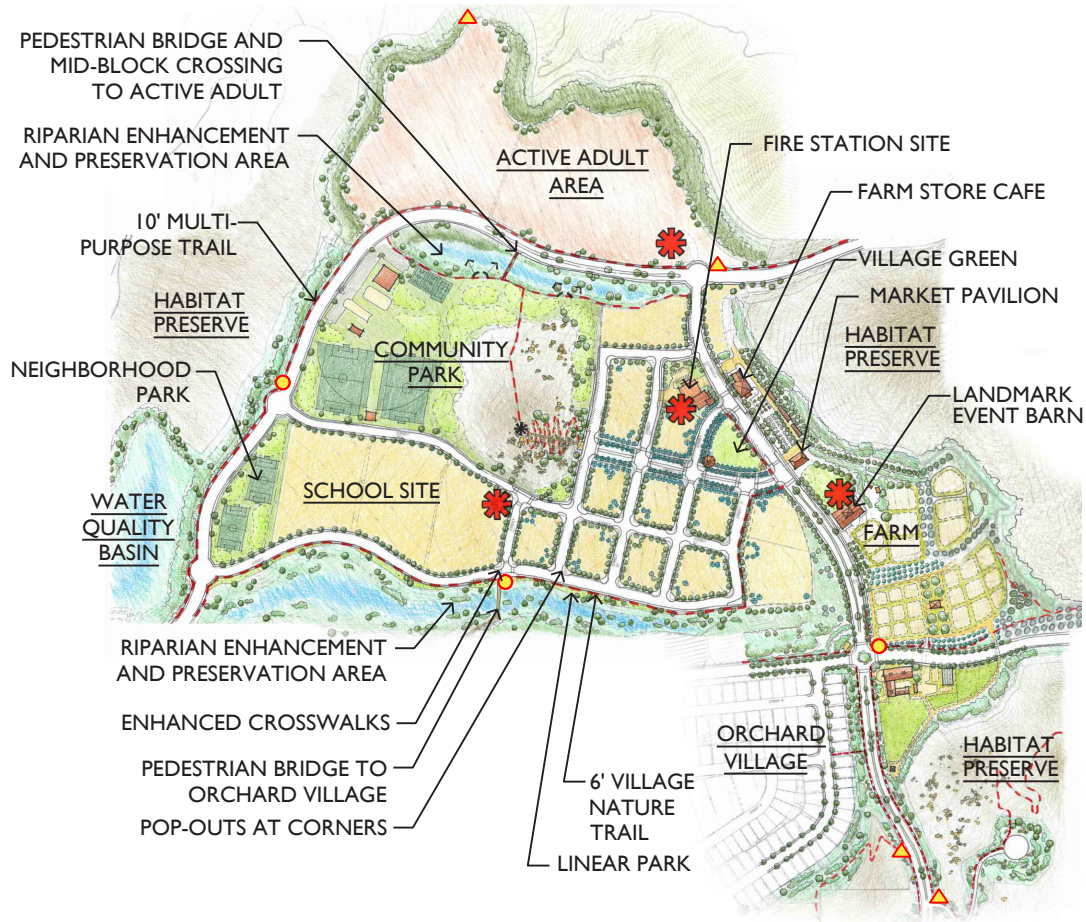 PEDESTRIAN BRIDGE AND
MID-BLOCK CROSSING
TO ACTIVE ADULT
RIPARIAN ENHANCEMENT
AND PRESERVATION AREA
10' MULTI-
PURPOSE TRAIL
HABITAT
PRESERVE
NEIGHBORHOOD
PARK
WATER
QUALITY
BASIN
ACTIVE ADULT
AREA
COMMUNITY
PARK
SCHOOL SITE
FIRE STATION SITE
FARM STORE CAFE
VILLAGE GREEN
MARKET PAVILION
HABITAT
PRESERVE
LANDMARK
EVENT BARN
FARM
RIPARIAN ENHANCEMENT
AND PRESERVATION AREA
ENHANCED CROSSWALKS
PEDESTRIAN BRIDGE TO
ORCHARD VILLAGE
POP-OUTS AT CORNERS
6' VILLAGE
NATURE
TRAIL
LINEAR PARK
ORCHARD
VILLAGE
HABITAT
PRESERVE